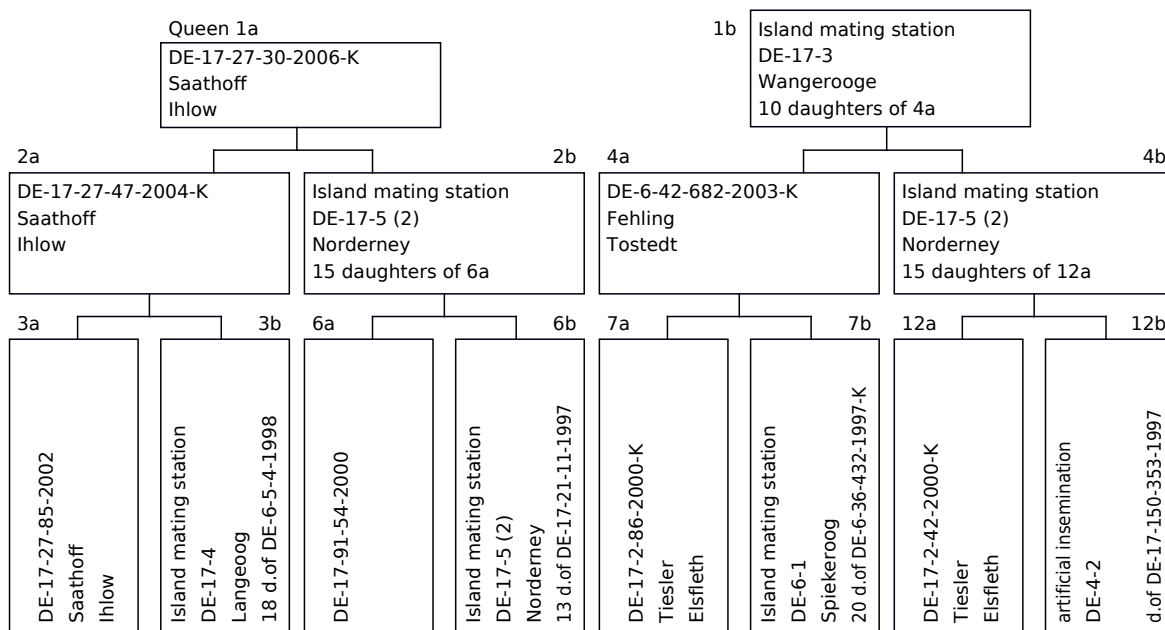 Queen 1a
DE-17-27-30-2006-K
Saathoff
Ihlow
1b
Island mating station
DE-17-3
Wangerooge
10 daughters of 4a
2a
DE-17-27-47-2004-K
Saathoff
Ihlow
2b
Island mating station
DE-17-5 (2)
Norderney
15 daughters of 6a
4a
DE-6-42-682-2003-K
Fehling
Tostedt
4b
Island mating station
DE-17-5 (2)
Norderney
15 daughters of 12a
3a
DE-17-27-85-2002
Saathoff
Ihlow
3b
Island mating station
DE-17-4
Langeoog
18 d.of DE-6-5-4-1998
6a
DE-17-91-54-2000
6b
Island mating station
DE-17-5 (2)
Norderney
13 d.of DE-17-21-11-1997
7a
DE-17-2-86-2000-K
Tiesler
Elsfleth
7b
Island mating station
DE-6-1
Spiekeroog
20 d.of DE-6-36-432-1997-K
12a
DE-17-2-42-2000-K
Tiesler
Elsfleth
12b
artificial insemination
DE-4-2
d.of DE-17-150-353-1997